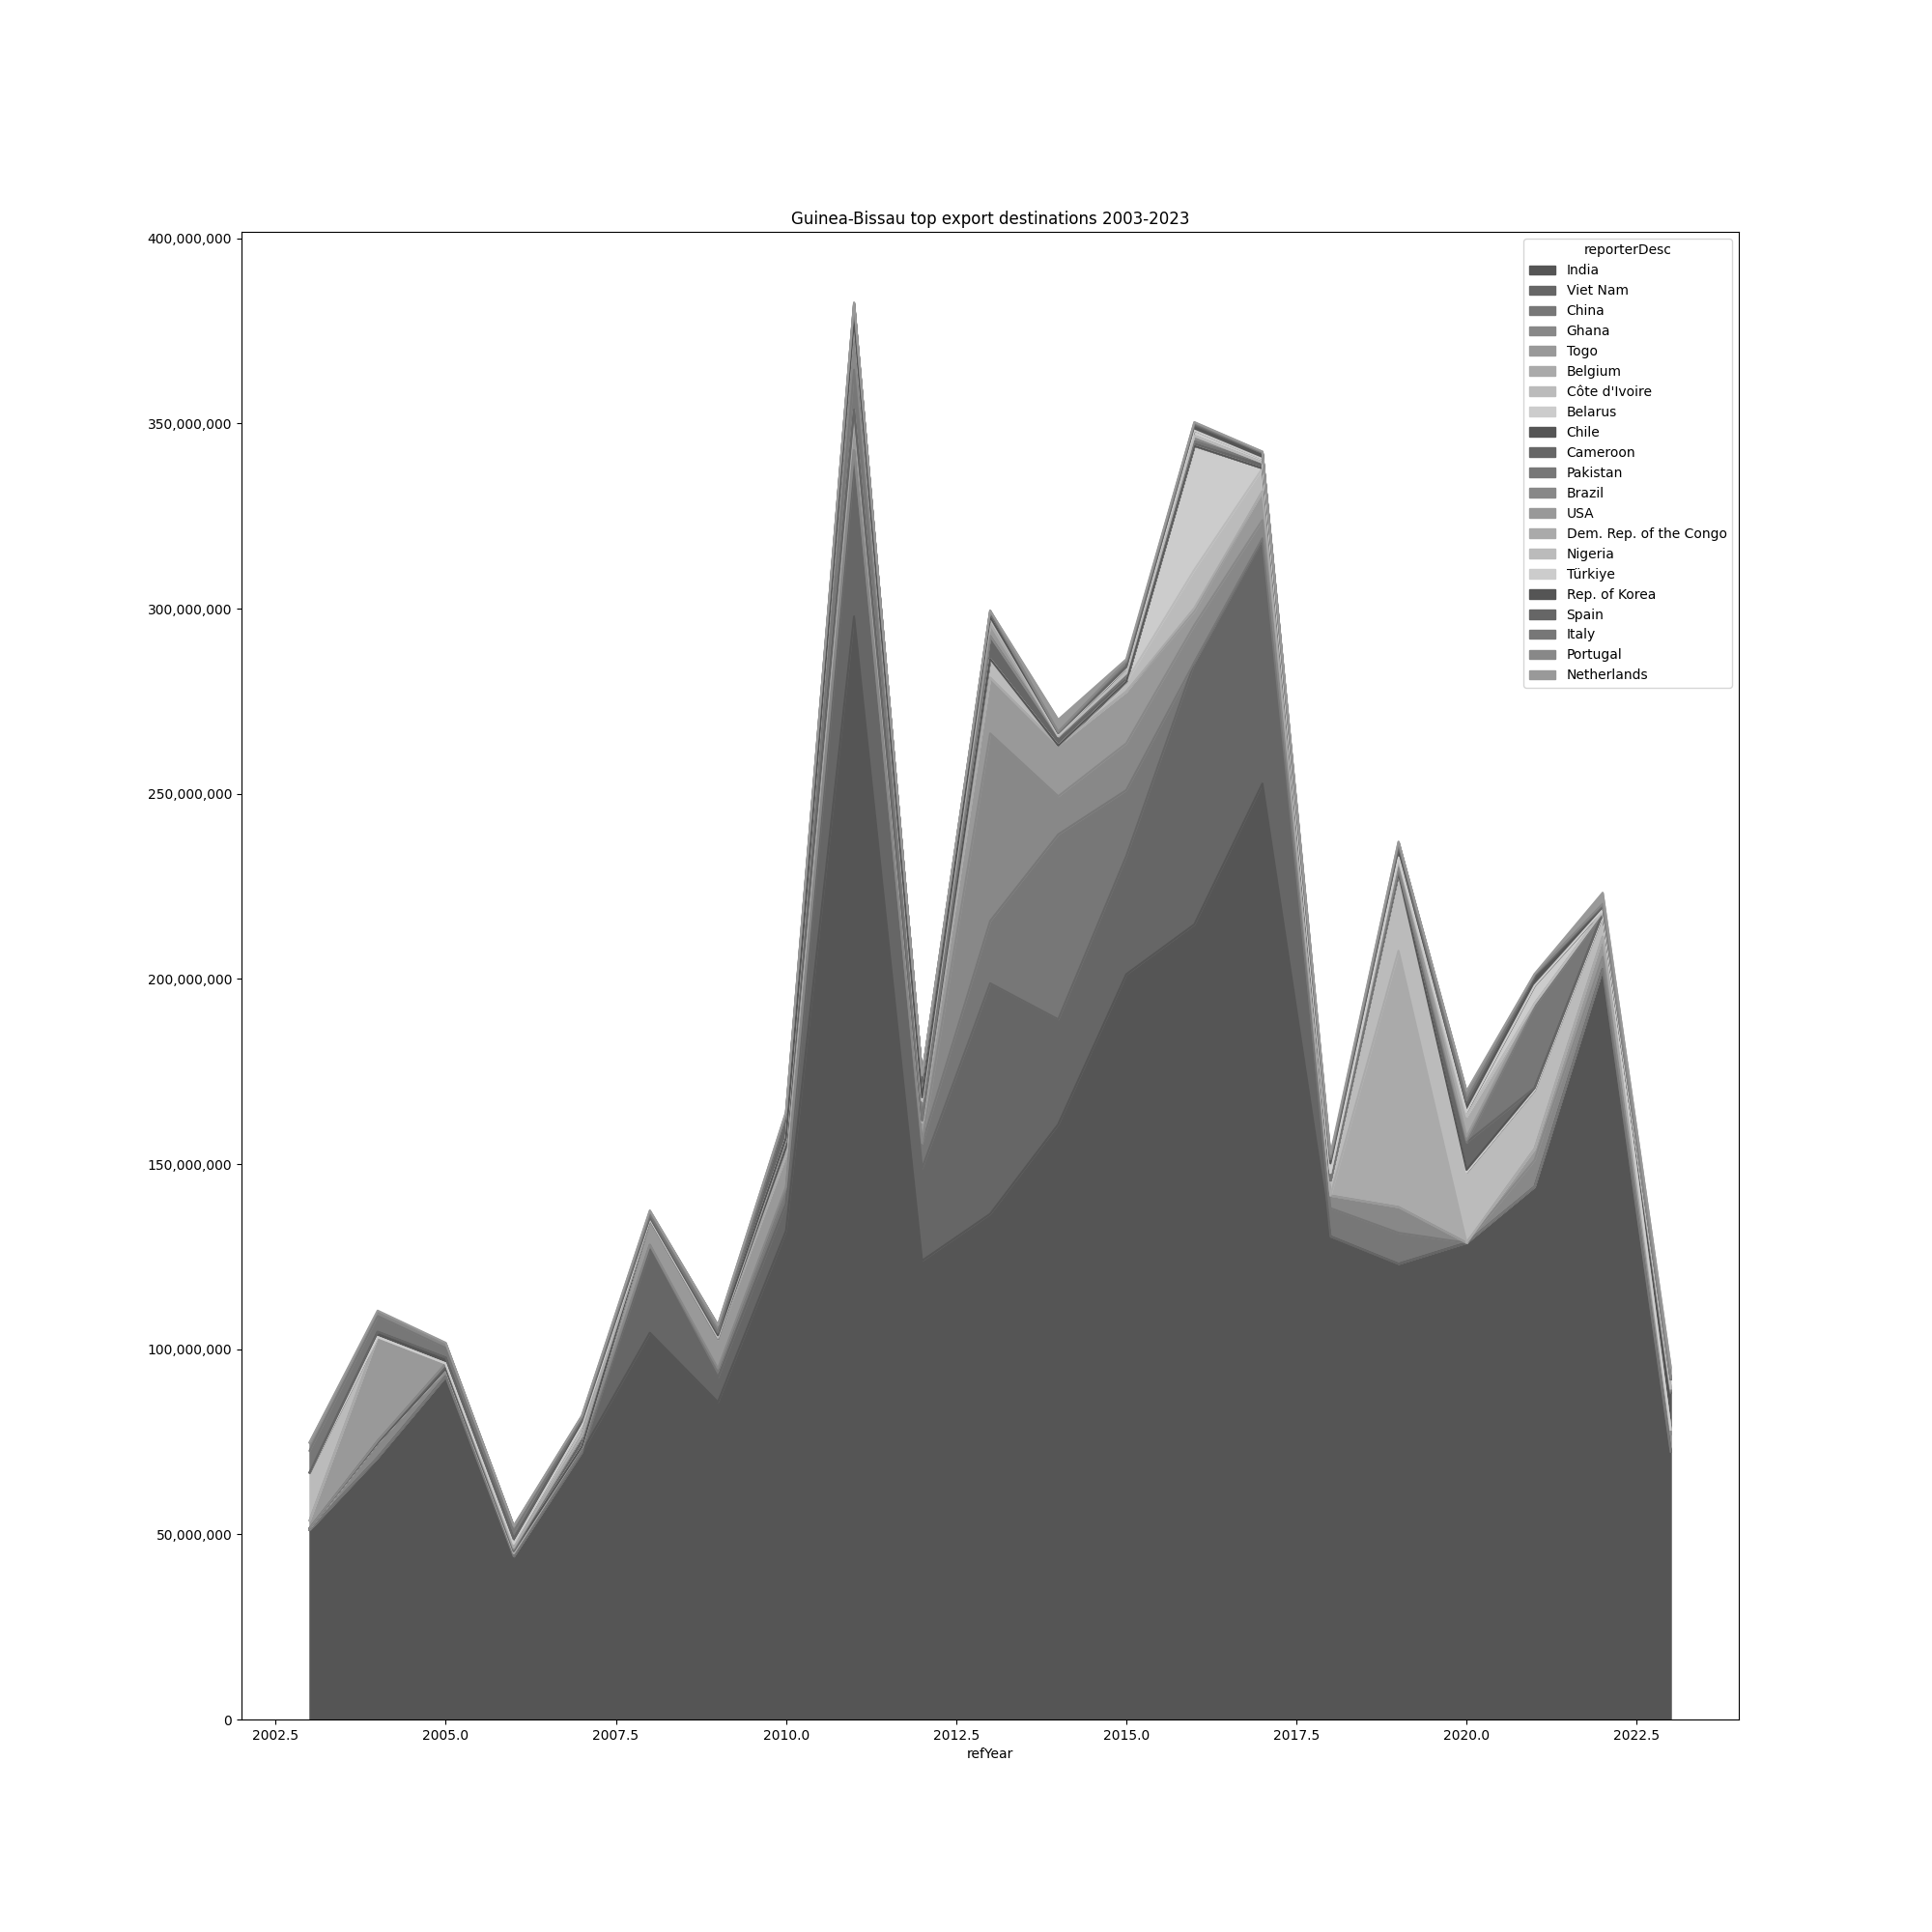 Guinea-Bissau top export destinations 2003-2023
400,000,000
350,000,000
300,000,000
250,000,000
200,000,000
150,000,000
100,000,000
50,000,000
0
reporterDesc
India
Viet Nam
China
Ghana
Togo
Belgium
Côte d'Ivoire
Belarus
Chile
Cameroon
Pakistan
Brazil
USA
Dem. Rep. of the Congo
Nigeria
Türkiye
Rep. of Korea
Spain
Italy
Portugal
Netherlands
2002.5 2005.0 2007.5 2010.0 2012.5 2015.0 2017.5 2020.0 2022.5
refYear